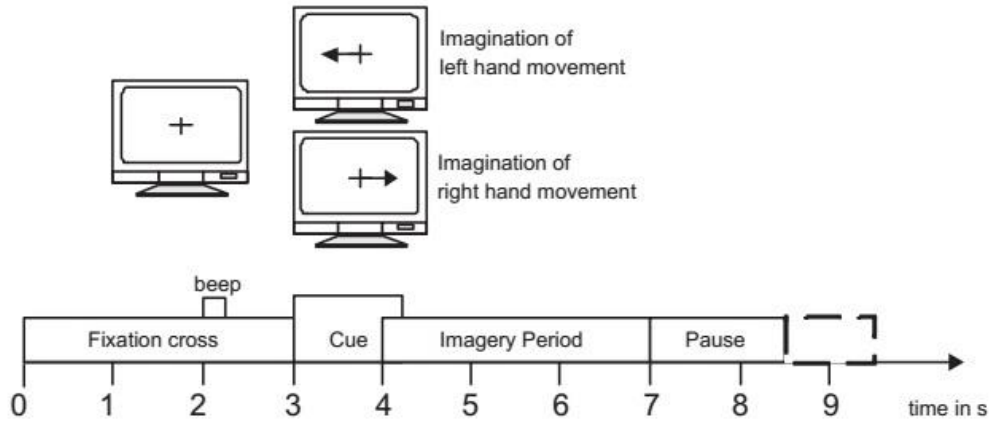 Imagination of
left hand movement
Imagination of
right hand movement
beep
Fixation cross
Cue
Imagery Period
Pause
0 1 2 3 4 5 6 7 8 9 time in s